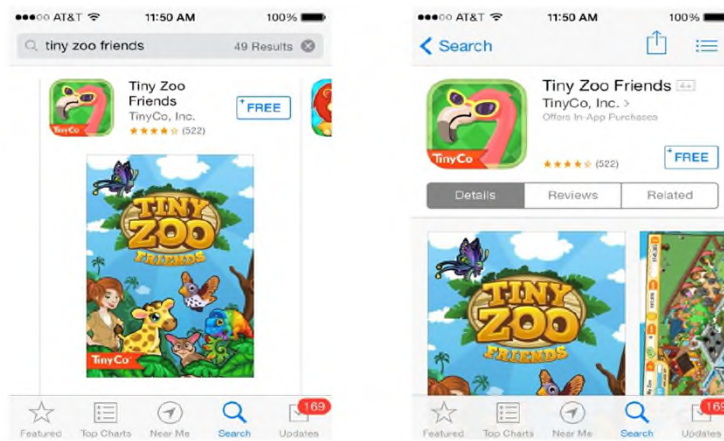 AT&T 11:50 AM 100%
tiny zoo friends 49 Results
Tiny Zoo
Friends
TinyCo, Inc.
(522)
+ FREE
TinyCo
TINY
ZOO
FRIENDS
TinyCo
169
Featured Top Charts Near Me Search Updates
AT&T 11:50 AM 100%
Search
Tiny Zoo Friends 4+
TinyCo, Inc. >
Offers In-App Purchases
(522)
+ FREE
TinyCo
Details Reviews Related
TINY
ZOO
FRIENDS
169
Featured Top Charts Near Me Search Updates